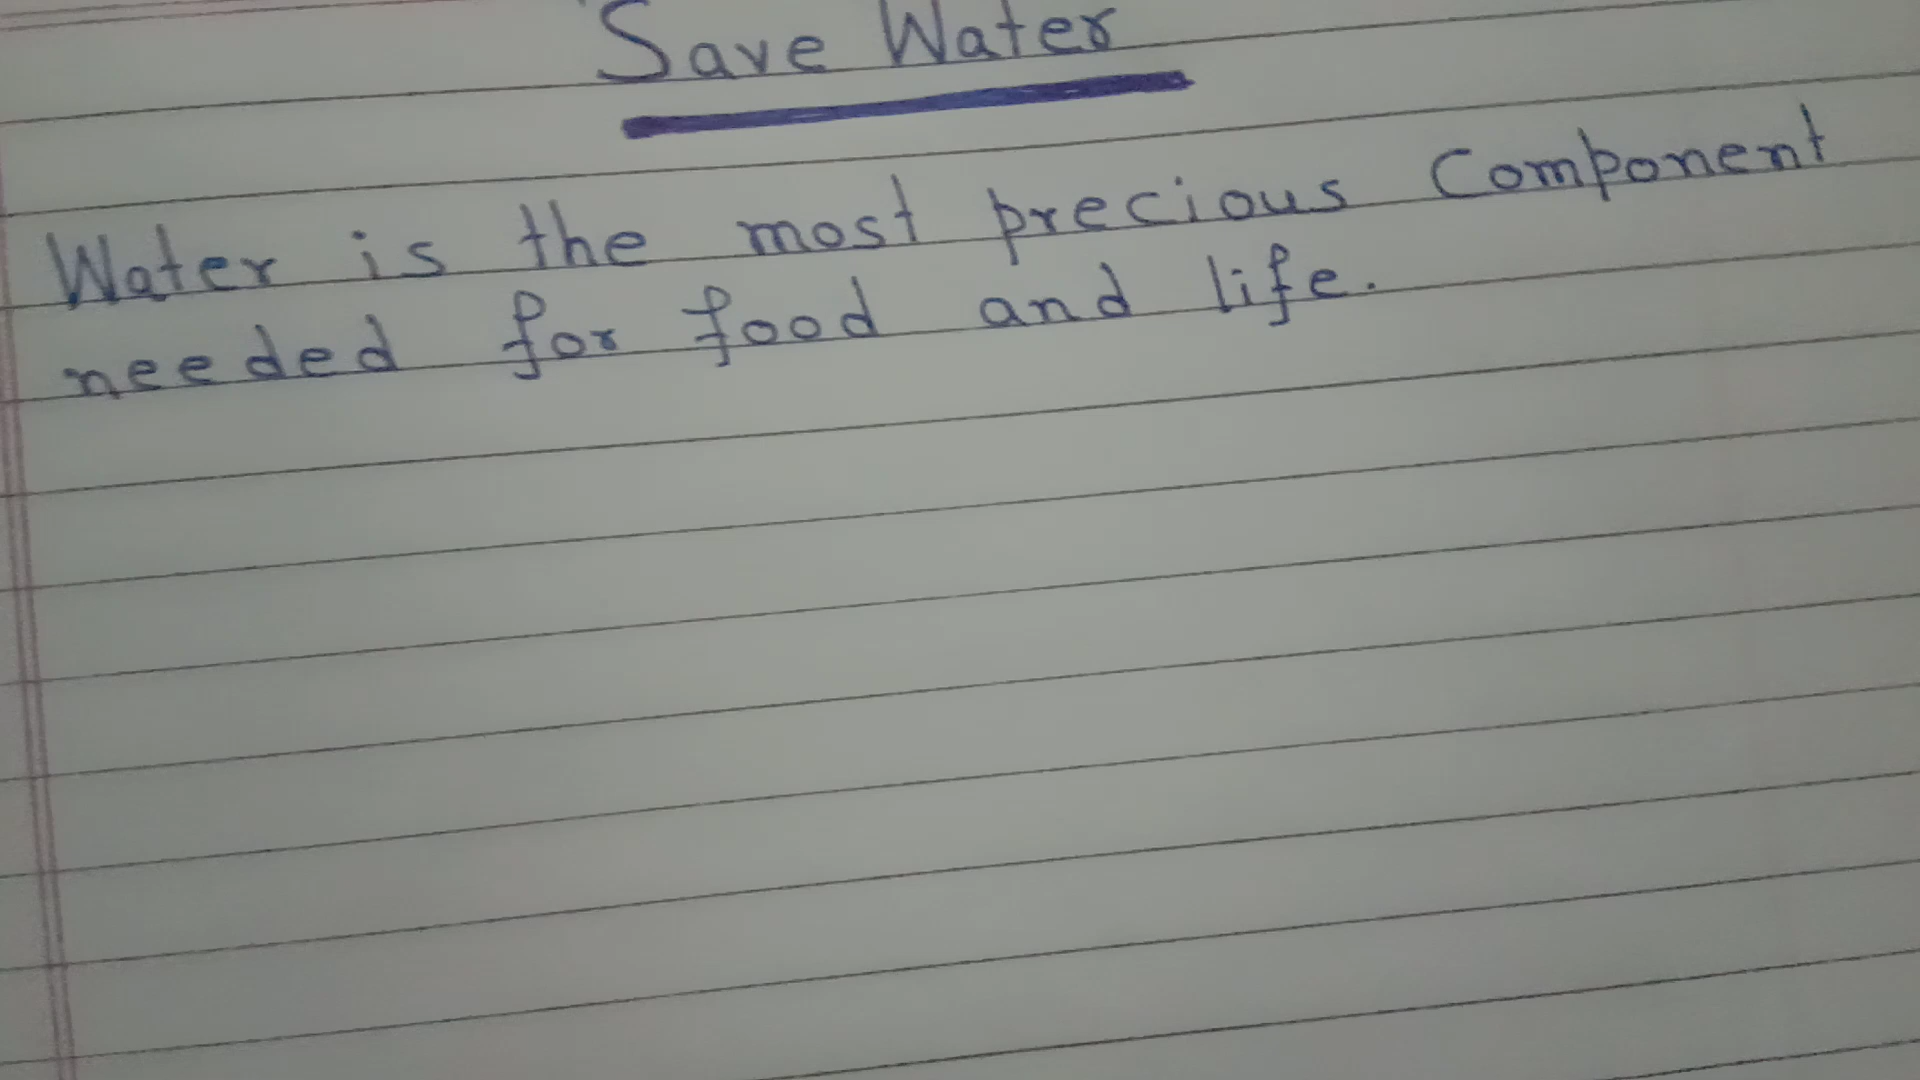 Save Water
Water is the most precious Component
needed for food and life.